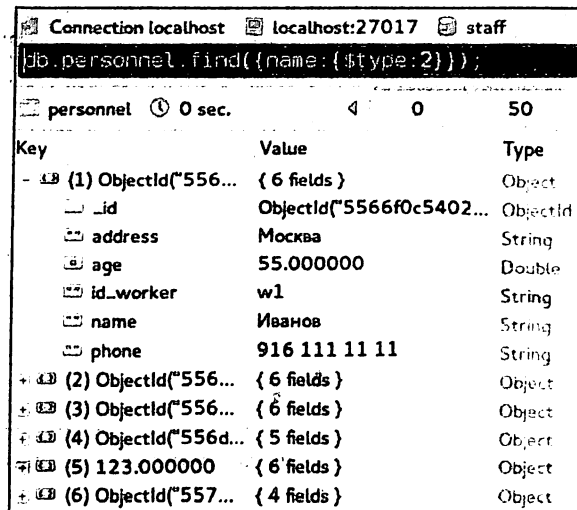 Connection localhost localhost:27017 staff
db.personnel.find({name:{$type:2}});
personnel 0 sec. 0 50
Key Value Type
(1) ObjectId("556... { 6 fields } Object
_id ObjectId("5566f0c5402... ObjectId
address Москва String
age 55.000000 Double
id_worker w1 String
name Иванов String
phone 916 111 11 11 String
(2) ObjectId("556... { 6 fields } Object
(3) ObjectId("556... { 6 fields } Object
(4) ObjectId("556d... { 5 fields } Object
(5) 123.000000 { 6 fields } Object
(6) ObjectId("557... { 4 fields } Object